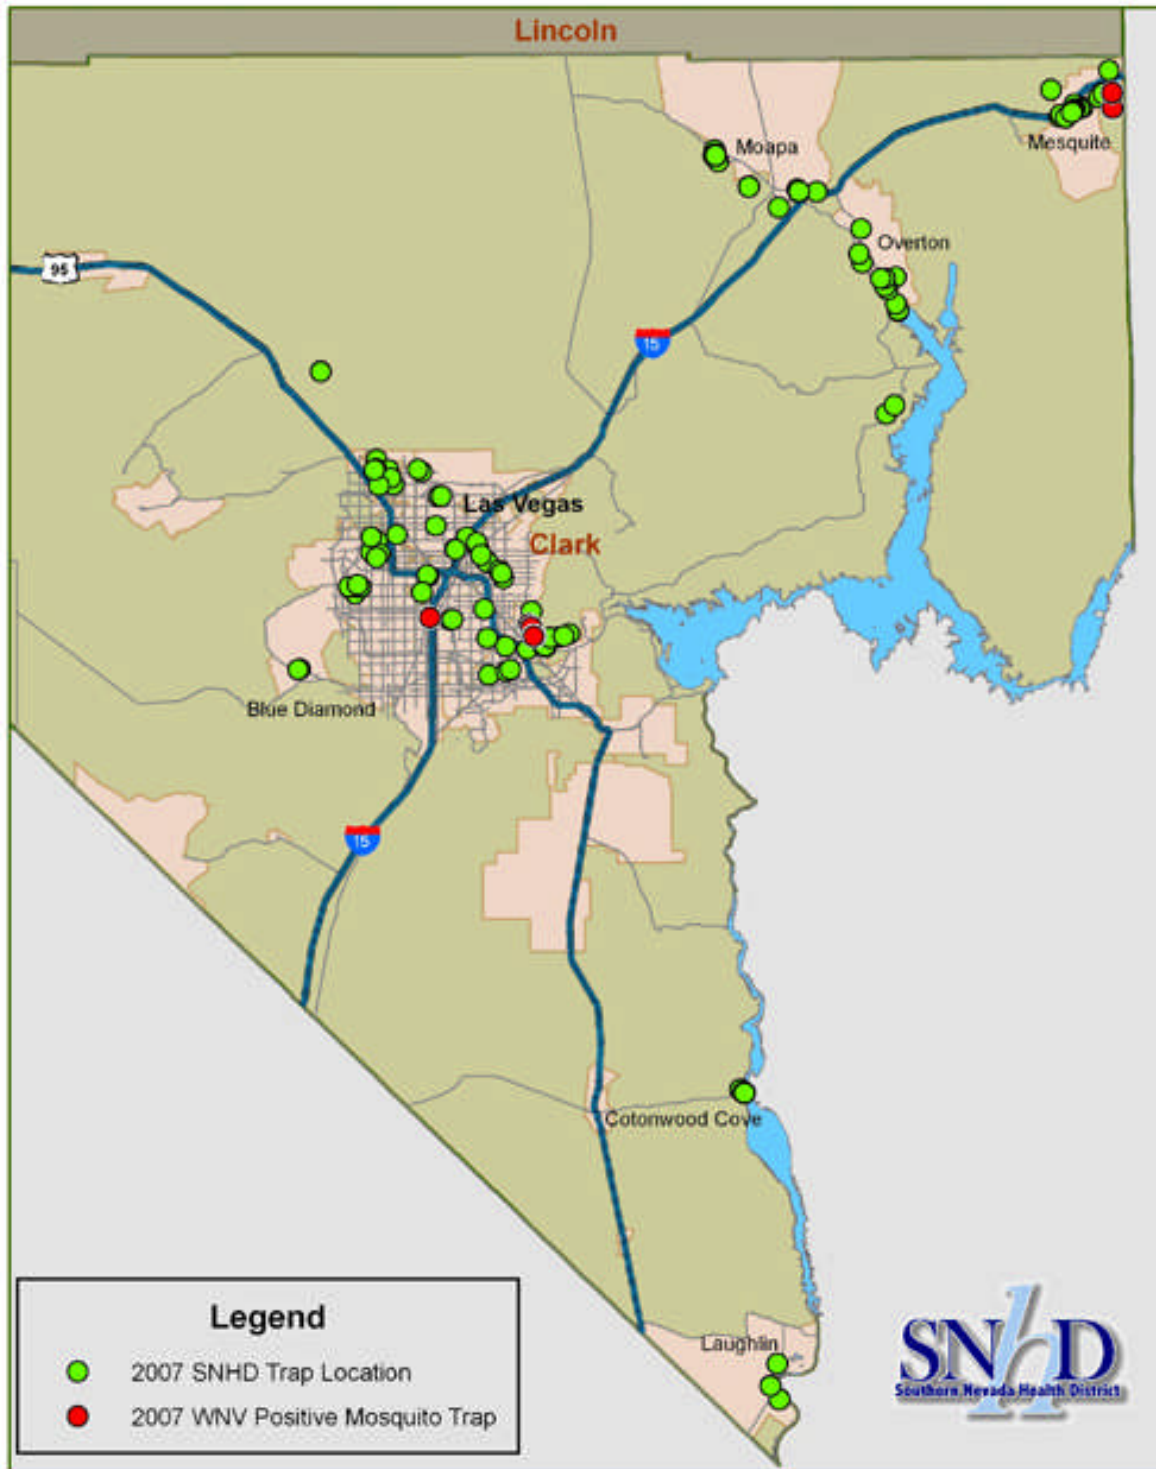 Lincoln
Moapa
Mesquite
Overton
95
15
Las Vegas
Clark
Blue Diamond
15
Cotonwood Cove
Legend
2007 SNHD Trap Location
2007 WNV Positive Mosquito Trap
Laughlin
SNhD
Southern Nevada Health District